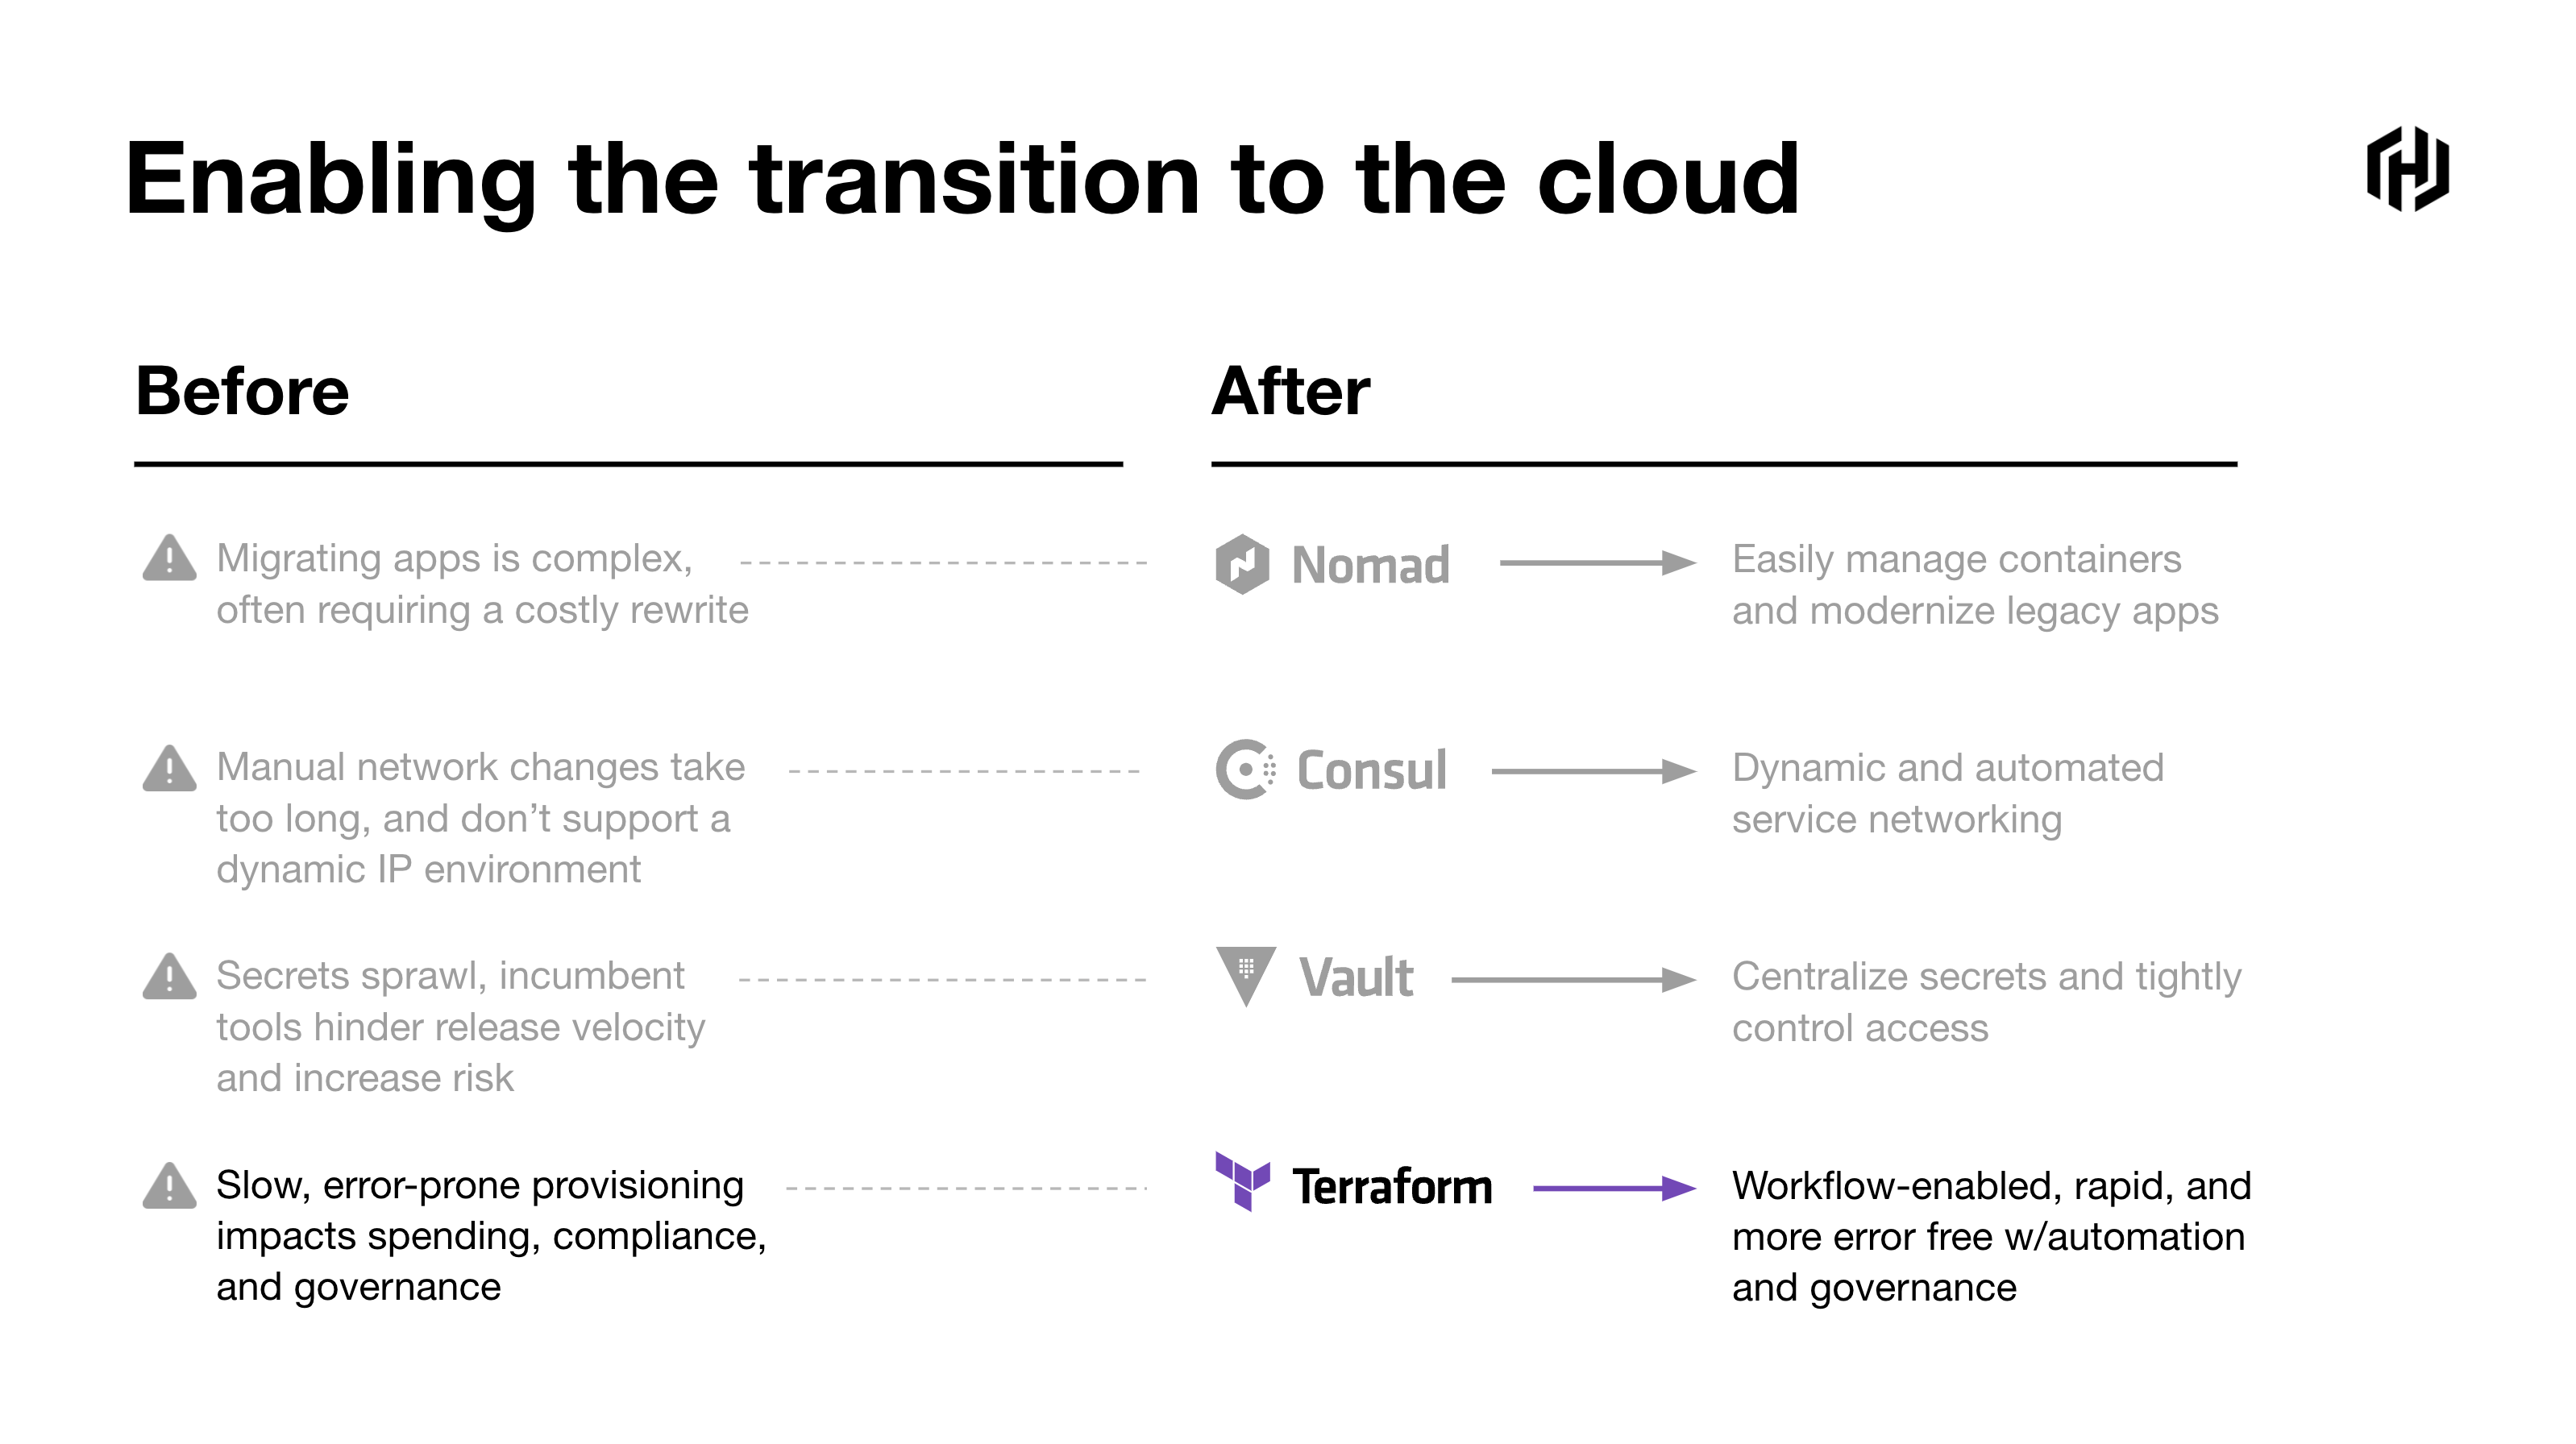 Enabling the transition to the cloud
Before
After
Migrating apps is complex,
often requiring a costly rewrite
Nomad
Easily manage containers
and modernize legacy apps
Manual network changes take
too long, and don’t support a
dynamic IP environment
Consul
Dynamic and automated
service networking
Secrets sprawl, incumbent
tools hinder release velocity
and increase risk
Vault
Centralize secrets and tightly
control access
Slow, error-prone provisioning
impacts spending, compliance,
and governance
Terraform
Workflow-enabled, rapid, and
more error free w/automation
and governance